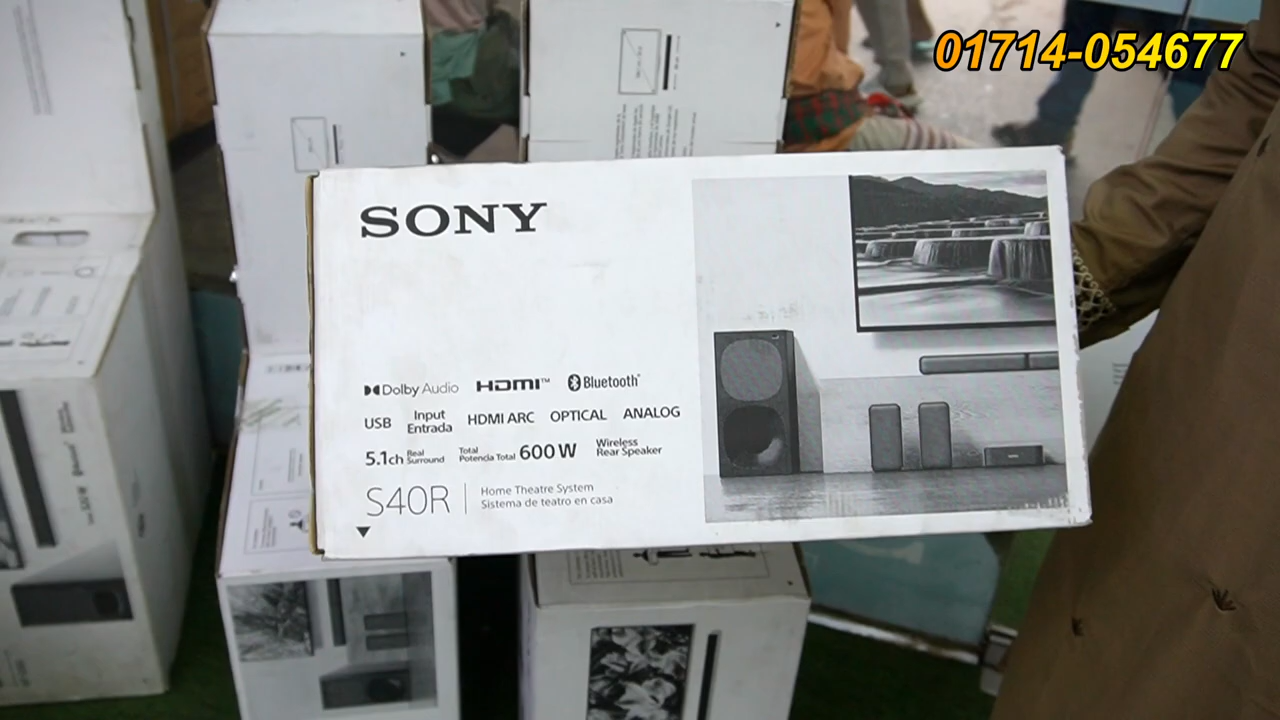 01714-054677
SONY
Dolby Audio HDMI™ Bluetooth®
USB Input Entrada HDMI ARC OPTICAL ANALOG
5.1ch Real Surround Total Potencia Total 600 W Wireless Rear Speaker
S40R Home Theatre System
Sistema de teatro en casa